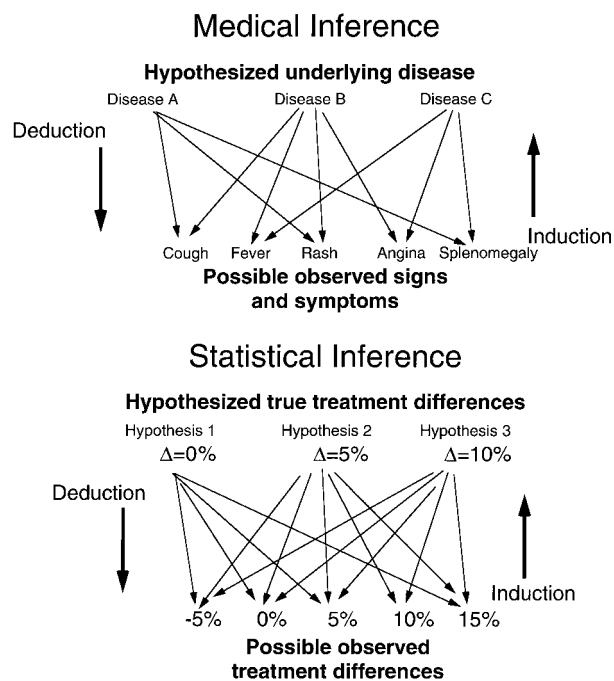 Medical Inference
Hypothesized underlying disease
Disease A Disease B Disease C
Deduction
Induction
Cough Fever Rash Angina Splenomegaly
Possible observed signs
and symptoms
Statistical Inference
Hypothesized true treatment differences
Hypothesis 1 Hypothesis 2 Hypothesis 3
Δ=0% Δ=5% Δ=10%
Deduction
Induction
-5% 0% 5% 10% 15%
Possible observed
treatment differences